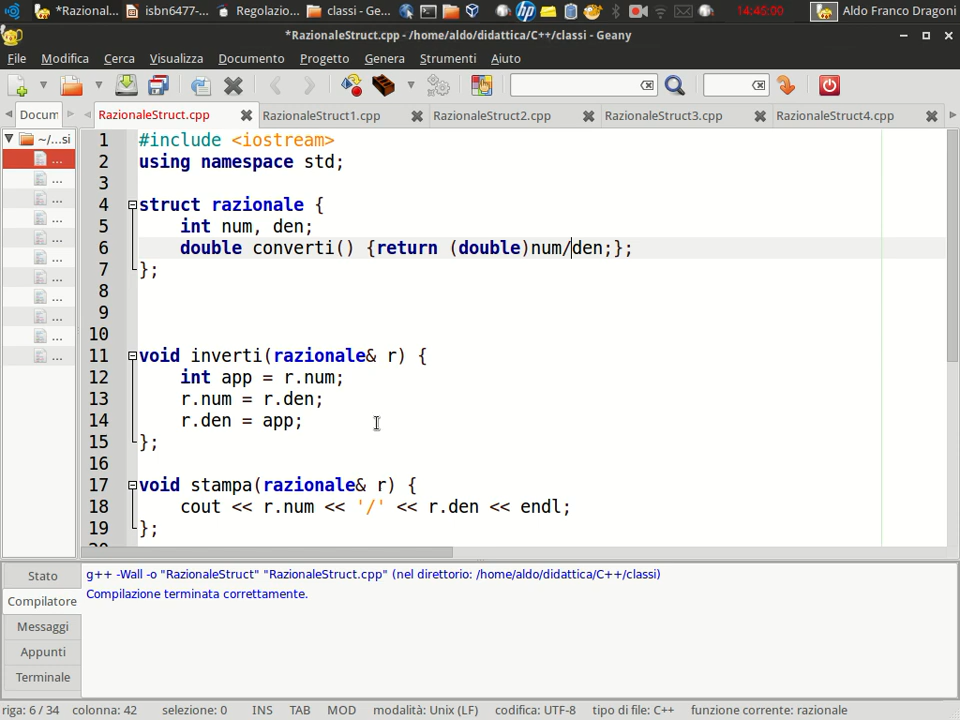 *Razional...
isbn6477-...
Regolazio...
classi - Ge...
14:45:00
Aldo Franco Dragoni
*RazionaleStruct.cpp - /home/aldo/didattica/C++/classi - Geany
File Modifica Cerca Visualizza Documento Progetto Genera Strumenti Aiuto
Docum RazionaleStruct.cpp RazionaleStruct1.cpp RazionaleStruct2.cpp RazionaleStruct3.cpp RazionaleStruct4.cpp
~/...si
...
...
...
...
...
...
...
...
...
...
...
1 #include <iostream>
2 using namespace std;
3
4 struct razionale {
5 int num, den;
6 double converti() {return (double)num/den;};
7 };
8
9
10
11 void inverti(razionale& r) {
12 int app = r.num;
13 r.num = r.den;
14 r.den = app;
15 };
16
17 void stampa(razionale& r) {
18 cout << r.num << '/' << r.den << endl;
19 };
Stato
Compilatore
Messaggi
Appunti
Terminale
g++ -Wall -o "RazionaleStruct" "RazionaleStruct.cpp" (nel direttorio: /home/aldo/didattica/C++/classi)
Compilazione terminata correttamente.
riga: 6 / 34 colonna: 42 selezione: 0 INS TAB MOD modalità: Unix (LF) codifica: UTF-8 tipo di file: C++ funzione corrente: razionale